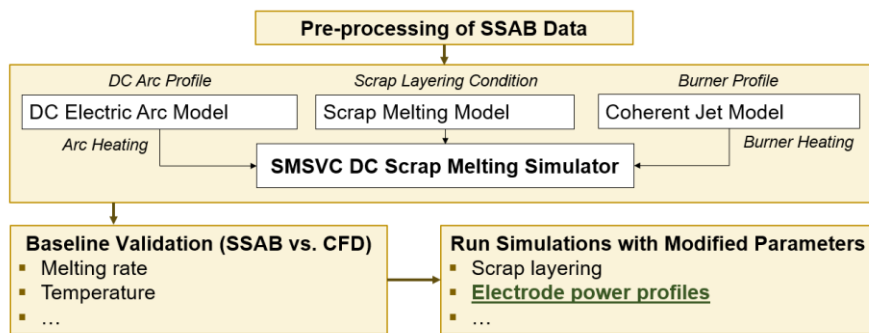 Pre-processing of SSAB Data
DC Arc Profile
Scrap Layering Condition
Burner Profile
DC Electric Arc Model
Scrap Melting Model
Coherent Jet Model
Arc Heating
Burner Heating
SMSVC DC Scrap Melting Simulator
Baseline Validation (SSAB vs. CFD)
▪ Melting rate
▪ Temperature
▪ …
Run Simulations with Modified Parameters
▪ Scrap layering
▪ Electrode power profiles
▪ …